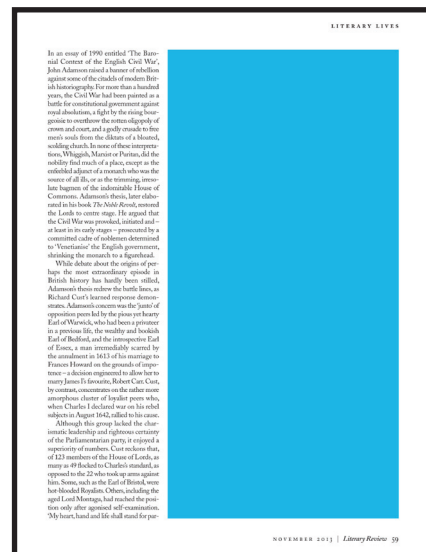 LITERARY LIVES
In an essay of 1990 entitled 'The Baro-
nial Context of the English Civil War',
John Adamson raised a banner of rebellion
against some of the citadels of modern Brit-
ish historiography. For more than a hundred
years, the Civil War had been painted as a
battle for constitutional government against
royal absolutism, a fight by the rising bour-
geoisie to overthrow the rotten oligopoly of
crown and court, and a godly crusade to free
men's souls from the diktats of a bloated,
scolding church. In none of these interpreta-
tions, Whiggish, Marxist or Puritan, did the
nobility find much of a place, except as the
enfeebled adjunct of a monarch who was the
source of all ills, or as the trimming, irreso-
lute bagmen of the indomitable House of
Commons. Adamson's thesis, later elabo-
rated in his book The Noble Revolt, restored
the Lords to centre stage. He argued that
the Civil War was provoked, initiated and –
at least in its early stages – prosecuted by a
committed cadre of noblemen determined
to 'Venetianise' the English government,
shrinking the monarch to a figurehead.
While debate about the origins of per-
haps the most extraordinary episode in
British history has hardly been stilled,
Adamson's thesis redrew the battle lines, as
Richard Cust's learned response demon-
strates. Adamson's concern was the 'junto' of
opposition peers led by the pious yet hearty
Earl of Warwick, who had been a privateer
in a previous life, the wealthy and bookish
Earl of Bedford, and the introspective Earl
of Essex, a man irremediably scarred by
the annulment in 1613 of his marriage to
Frances Howard on the grounds of impo-
tence – a decision engineered to allow her to
marry James I's favourite, Robert Carr. Cust,
by contrast, concentrates on the rather more
amorphous cluster of loyalist peers who,
when Charles I declared war on his rebel
subjects in August 1642, rallied to his cause.
Although this group lacked the char-
ismatic leadership and righteous certainty
of the Parliamentarian party, it enjoyed a
superiority of numbers. Cust reckons that,
of 123 members of the House of Lords, as
many as 49 flocked to Charles's standard, as
opposed to the 22 who took up arms against
him. Some, such as the Earl of Bristol, were
hot-blooded Royalists. Others, including the
aged Lord Montagu, had reached the posi-
tion only after agonised self-examination.
'My heart, hand and life shall stand for par-
NOVEMBER 2013 | Literary Review 59